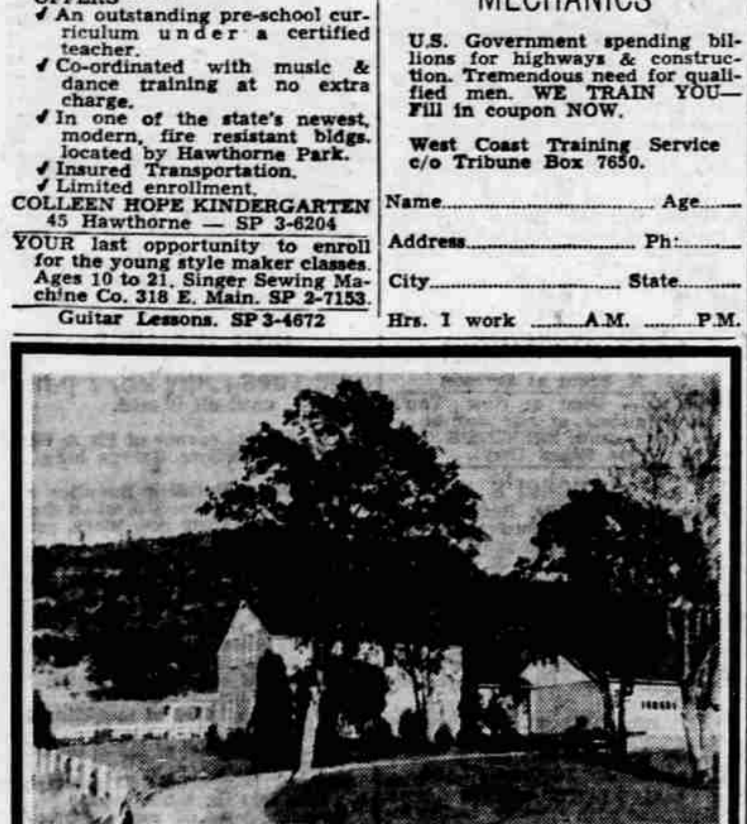 OFFERS
✓ An outstanding pre-school cur-
riculum under a certified
teacher.
✓ Co-ordinated with music &
dance training at no extra
charge.
✓ In one of the state's newest,
modern, fire resistant bldgs.
located by Hawthorne Park.
✓ Insured Transportation.
✓ Limited enrollment.
COLLEEN HOPE KINDERGARTEN
45 Hawthorne — SP 3-6204
YOUR last opportunity to enroll
for the young style maker classes.
Ages 10 to 21. Singer Sewing Ma-
chine Co. 318 E. Main. SP 2-7153.
Guitar Lessons. SP 3-4672
MECHANICS
U.S. Government spending bil-
lions for highways & construc-
tion. Tremendous need for quali-
fied men. WE TRAIN YOU—
Fill in coupon NOW.
West Coast Training Service
c/o Tribune Box 7650.
Name.................... Age.......
Address.................... Ph:..........
City.................... State..........
Hrs. I work ..........A.M. ..........P.M.